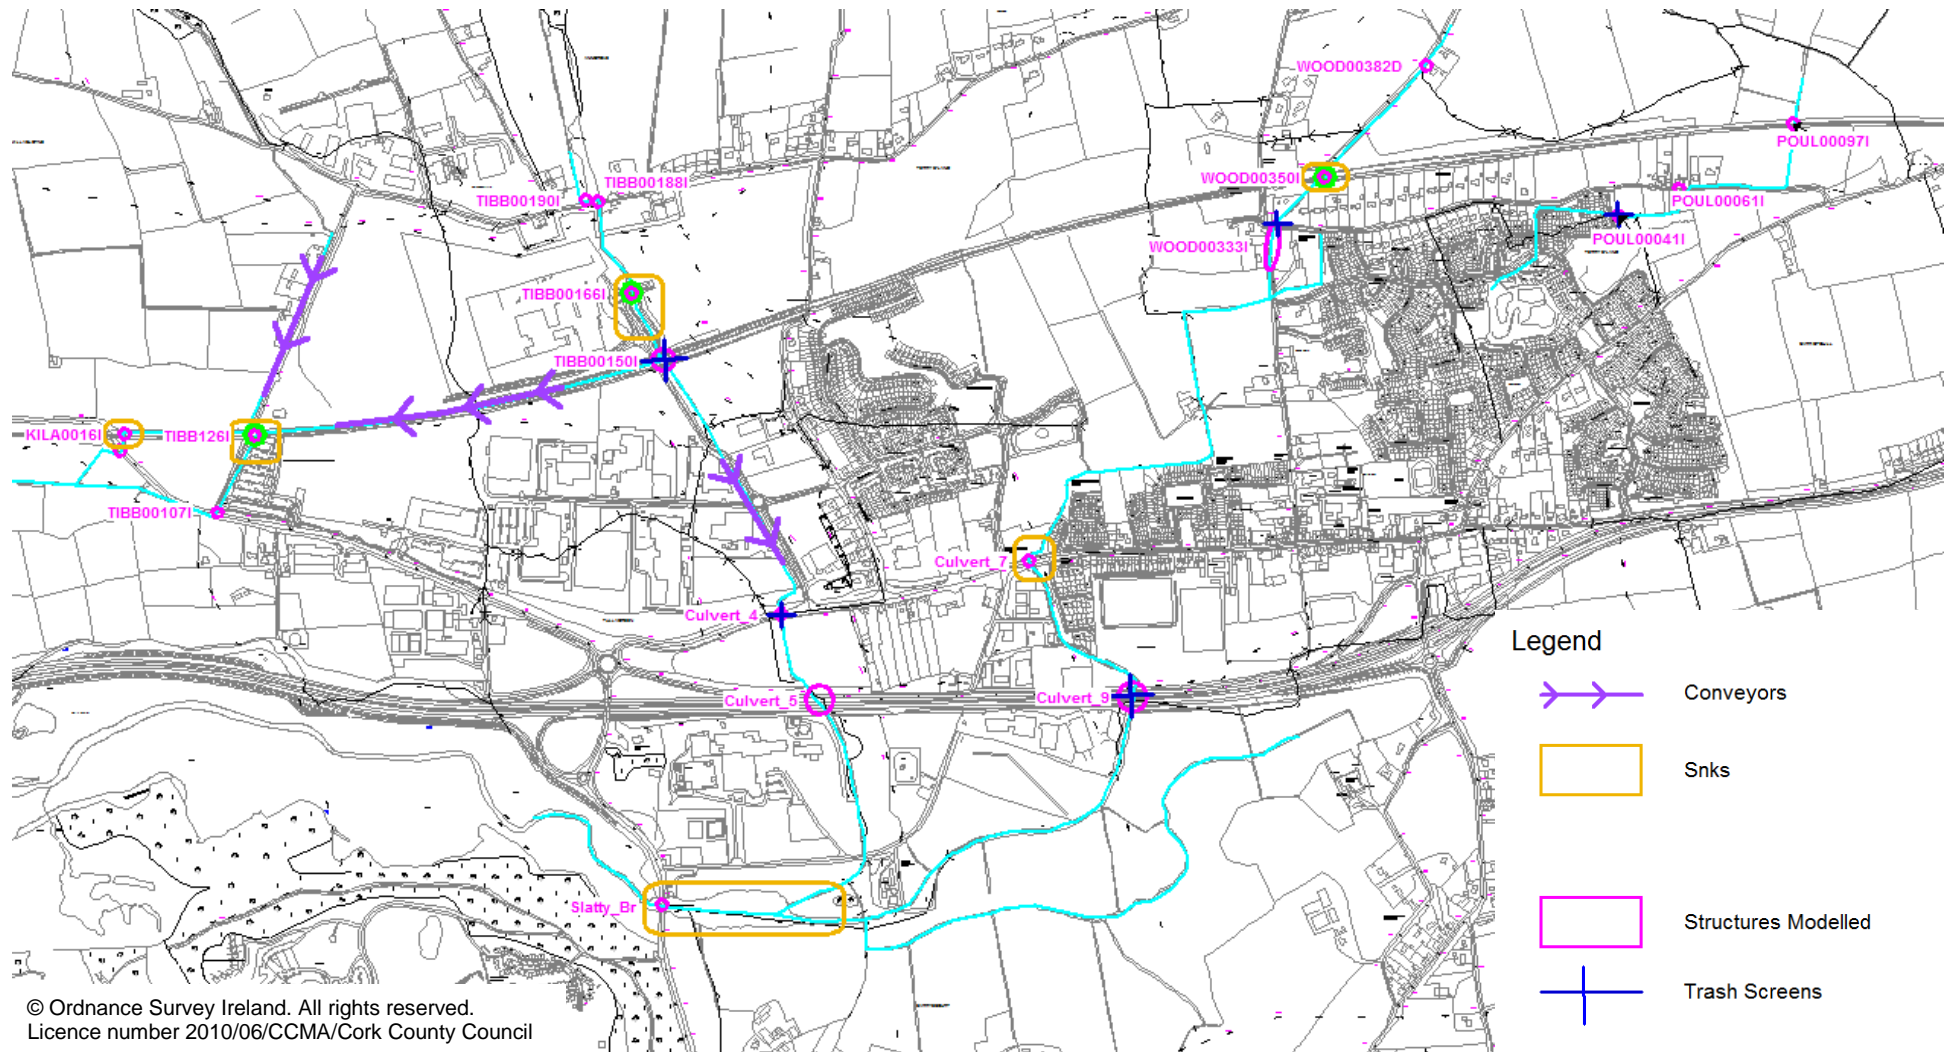 WOOD00382D
POUL00097I
WOOD00350I
TIBB00188I
TIBB00190I
POUL00061I
POUL00041I
WOOD00333I
TIBB00166I
TIBB00150I
KILA0016I
TIBB126I
TIBB00107I
Culvert_7
Culvert_4
Culvert_5
Culvert_9
Slatty_Br
Legend
Conveyors
Snks
Structures Modelled
Trash Screens
© Ordnance Survey Ireland. All rights reserved.
Licence number 2010/06/CCMA/Cork County Council